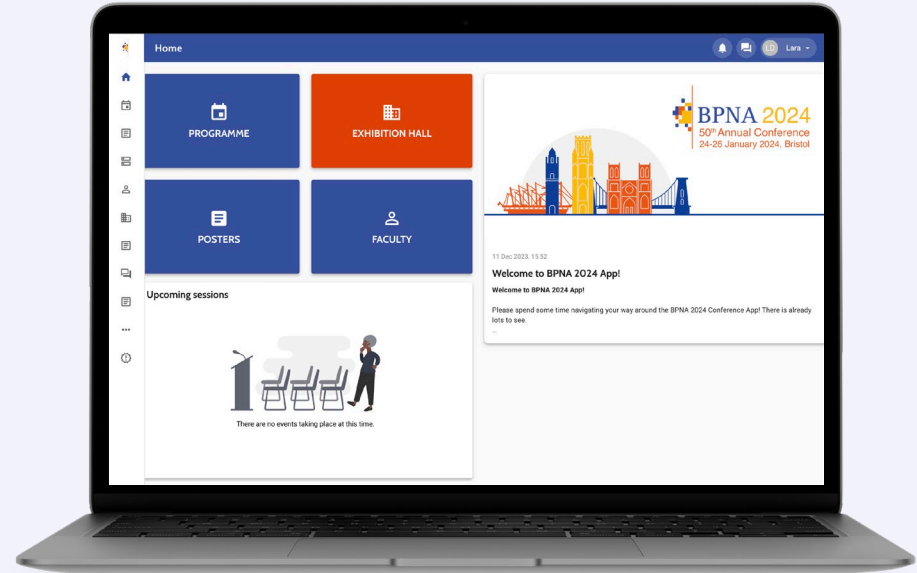 Home
LD Lara
PROGRAMME
EXHIBITION HALL
POSTERS
FACULTY
Upcoming sessions
There are no events taking place at this time.
BPNA 2024
50th Annual Conference
24-26 January 2024, Bristol
11 Dec 2023, 15:52
Welcome to BPNA 2024 App!
Welcome to BPNA 2024 App!
Please spend some time navigating your way around the BPNA 2024 Conference App! There is already
lots to see.
...